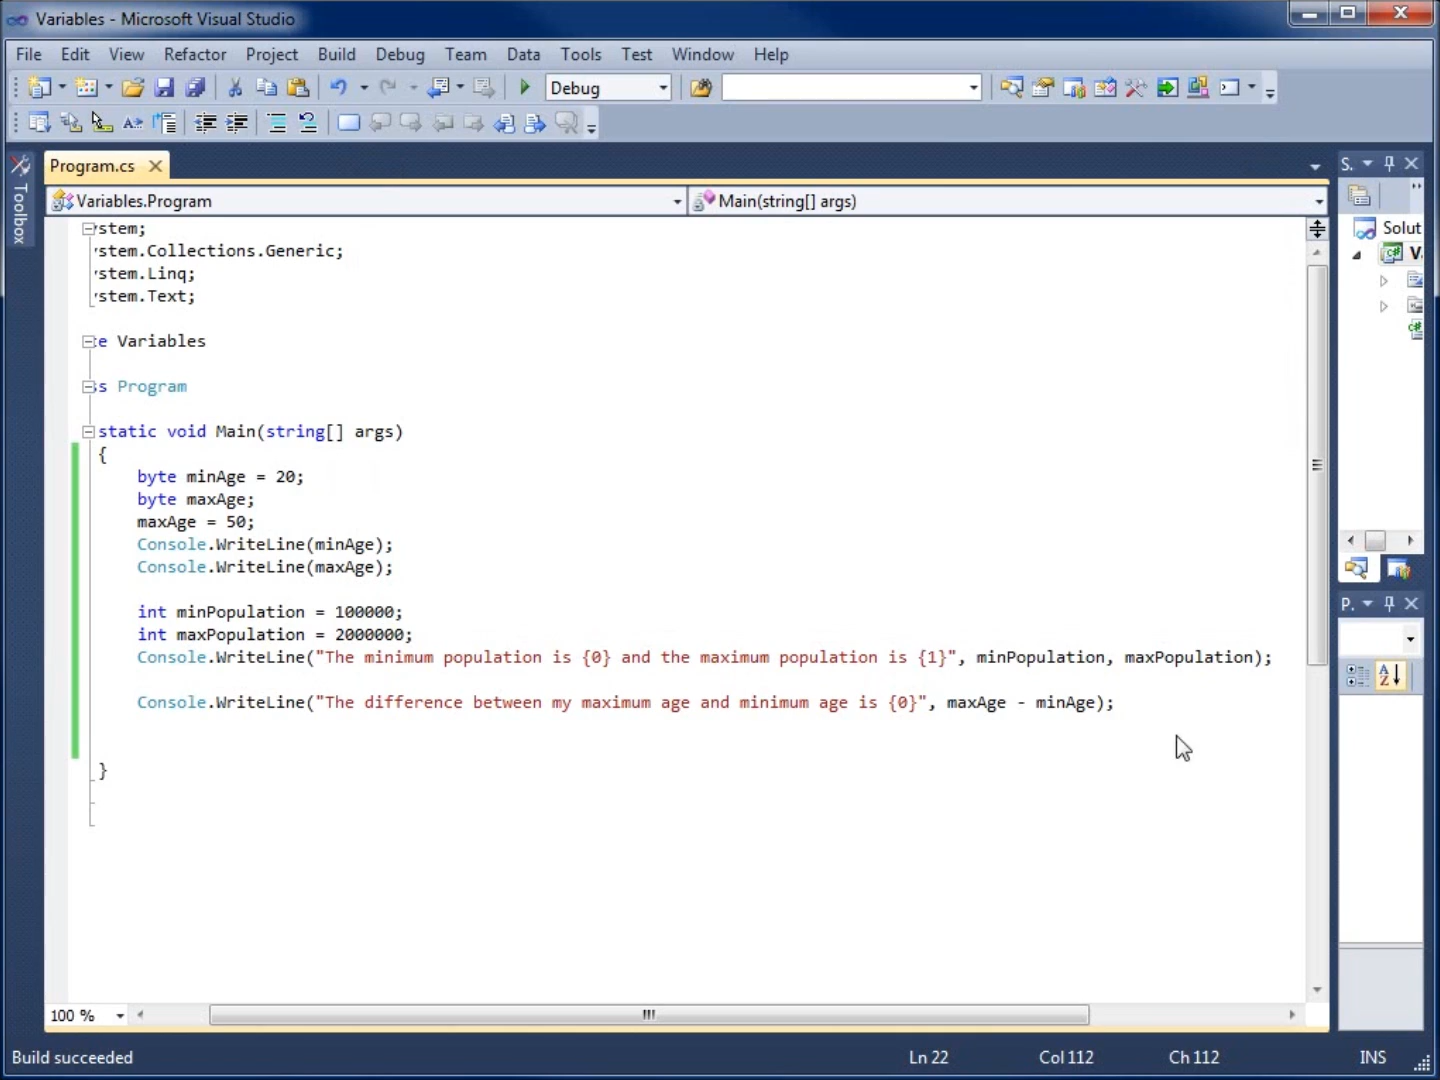 Variables - Microsoft Visual Studio
File Edit View Refactor Project Build Debug Team Data Tools Test Window Help
Debug
Toolbox
Program.cs
S.
Variables.Program
Main(string[] args)
Solut
V
ystem;
ystem.Collections.Generic;
ystem.Linq;
ystem.Text;
e Variables
s Program
static void Main(string[] args)
{
byte minAge = 20;
byte maxAge;
maxAge = 50;
Console.WriteLine(minAge);
Console.WriteLine(maxAge);
int minPopulation = 100000;
int maxPopulation = 2000000;
Console.WriteLine("The minimum population is {0} and the maximum population is {1}", minPopulation, maxPopulation);
Console.WriteLine("The difference between my maximum age and minimum age is {0}", maxAge - minAge);
}
P.
100 %
Build succeeded
Ln 22 Col 112 Ch 112 INS